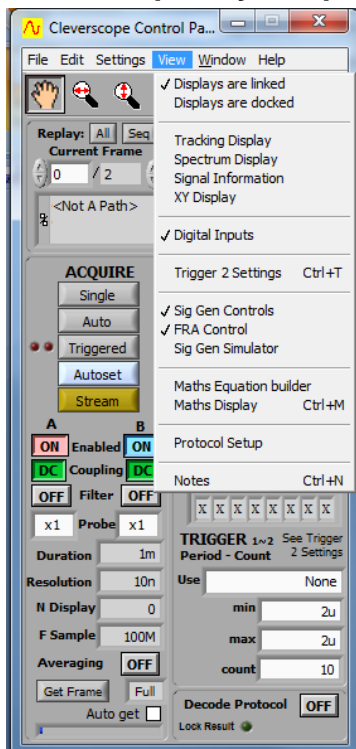 Cleverscope Control Pa...
File Edit Settings View Window Help
✓ Displays are linked
Displays are docked
Tracking Display
Spectrum Display
Signal Information
XY Display
✓ Digital Inputs
Trigger 2 Settings Ctrl+T
✓ Sig Gen Controls
✓ FRA Control
Sig Gen Simulator
Maths Equation builder
Maths Display Ctrl+M
Protocol Setup
Notes Ctrl+N
Replay: All Seq
Current Frame
0 / 2
<Not A Path>
ACQUIRE
Single
Auto
Triggered
Autoset
Stream
A B
ON Enabled ON
DC Coupling DC
OFF Filter OFF
x1 Probe x1
Duration 1m
Resolution 10n
N Display 0
F Sample 100M
Averaging OFF
Get Frame Full
Auto get
X X X X X X X X
TRIGGER 1~2 See Trigger
Period - Count 2 Settings
Use None
min 2u
max 2u
count 10
Decode Protocol OFF
Lock Result